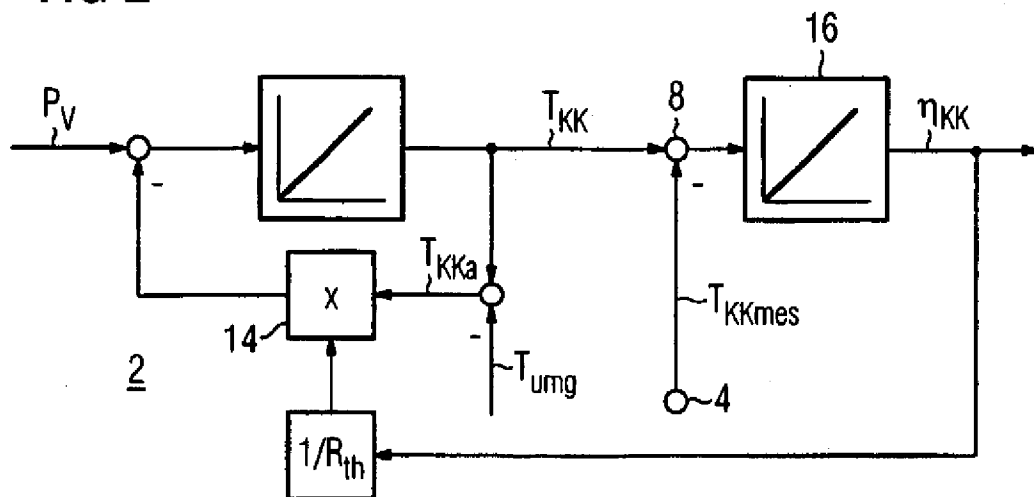 16
P_V
T_KK
8
η_KK
-
-
T_KKa
x
T_KKmes
14
-
2
T_umg
4
1/R_th